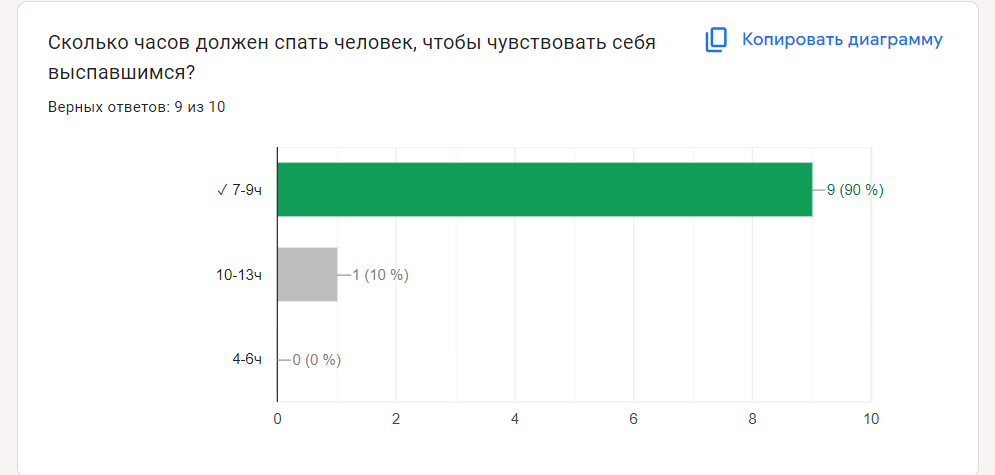 Сколько часов должен спать человек, чтобы чувствовать себя
выспавшимся?
Копировать диаграмму
Верных ответов: 9 из 10
✓ 7-9ч
9 (90 %)
10-13ч
1 (10 %)
4-6ч
0 (0 %)
0 2 4 6 8 10